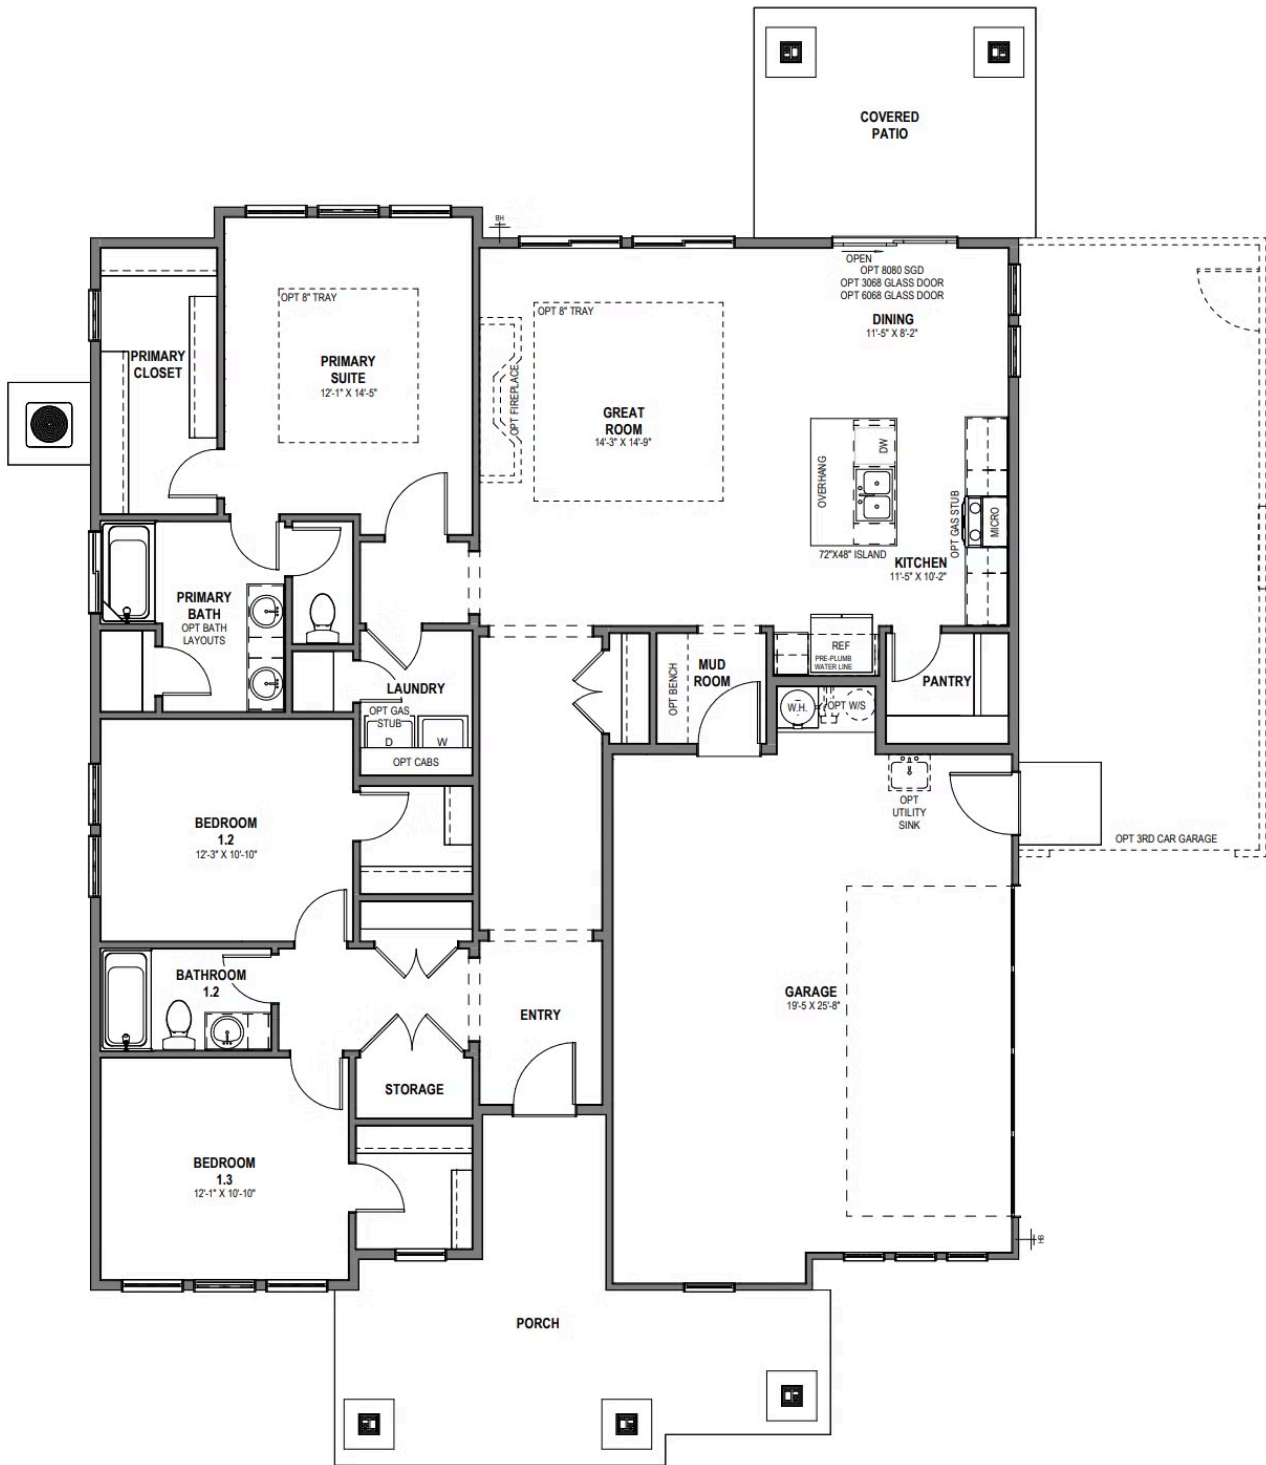 COVERED
PATIO
BH
OPEN
OPT 8080 SGD
OPT 3068 GLASS DOOR
OPT 6068 GLASS DOOR
DINING
11'-5" X 8'-2"
OPT 8" TRAY
OPT 8" TRAY
PRIMARY
CLOSET
PRIMARY
SUITE
12'-1" X 14'-5"
OPT FIREPLACE
GREAT
ROOM
14'-3" X 14'-9"
OVERHANG
DW
72"X48" ISLAND
OPT GAS STUB
MICRO
KITCHEN
11'-5" X 10'-2"
PRIMARY
BATH
OPT BATH
LAYOUTS
LAUNDRY
OPT GAS
STUB
D
W
OPT CABS
OPT BENCH
MUD
ROOM
REF
PRE-PLUMB
WATER LINE
PANTRY
W.H.
OPT W/S
OPT
UTILITY
SINK
OPT 3RD CAR GARAGE
BEDROOM
1.2
12'-3" X 10'-10"
BATHROOM
1.2
ENTRY
GARAGE
19'-5 X 25'-8"
STORAGE
BEDROOM
1.3
12'-1" X 10'-10"
HB
PORCH